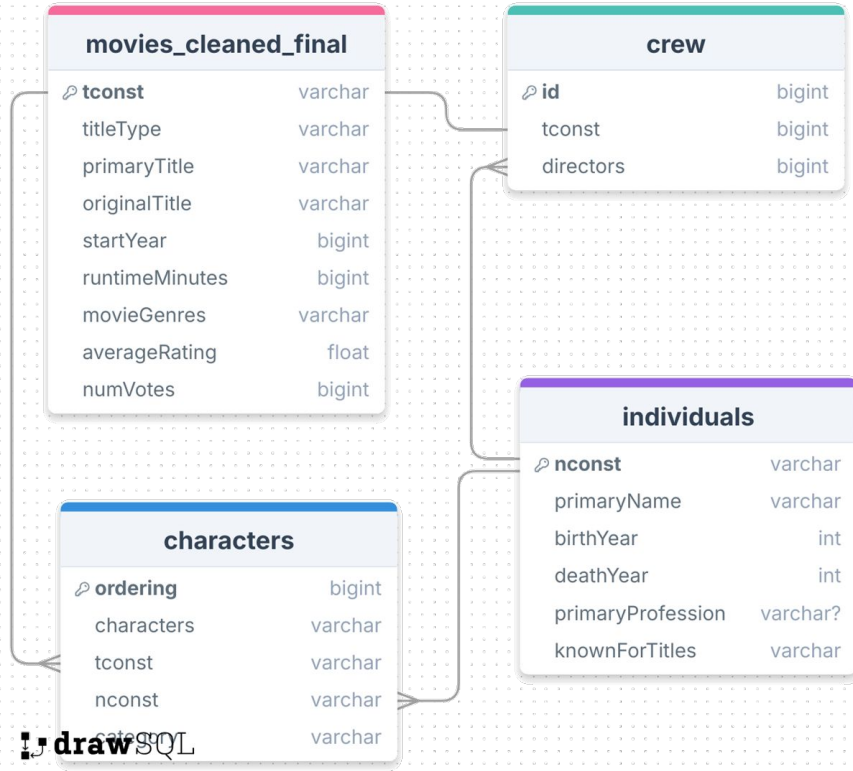 movies_cleaned_final
tconst varchar
titleType varchar
primaryTitle varchar
originalTitle varchar
startYear bigint
runtimeMinutes bigint
movieGenres varchar
averageRating float
numVotes bigint
crew
id bigint
tconst bigint
directors bigint
individuals
nconst varchar
primaryName varchar
birthYear int
deathYear int
primaryProfession varchar?
knownForTitles varchar
characters
ordering bigint
characters varchar
tconst varchar
nconst varchar
category varchar
drawSQL